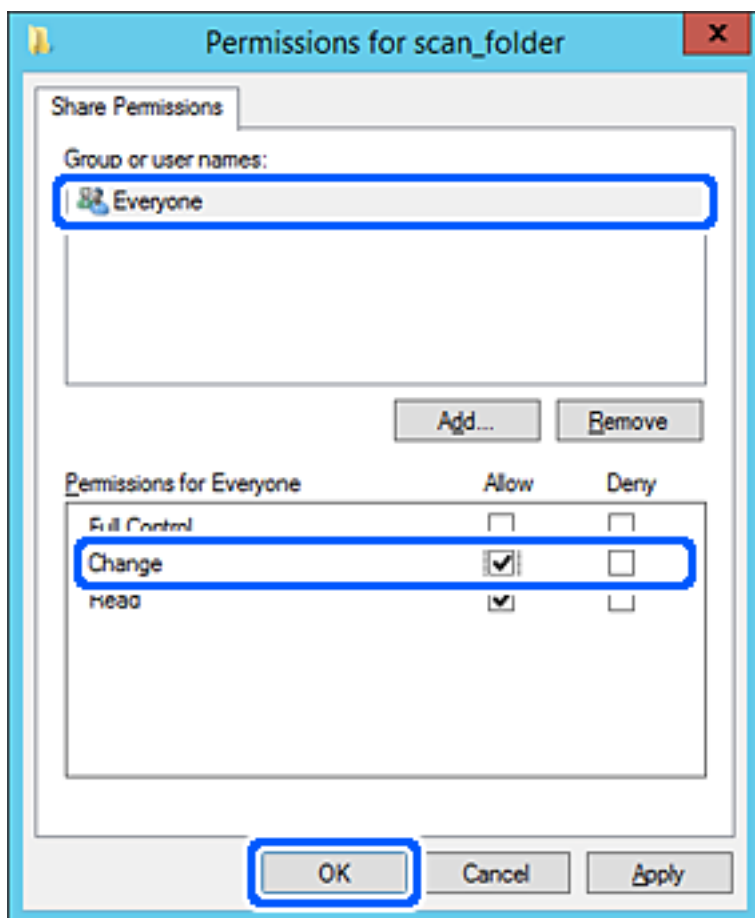 Permissions for scan_folder
Share Permissions
Group or user names:
Everyone
Add... Remove
Permissions for Everyone Allow Deny
Full Control
Change
Read
OK Cancel Apply